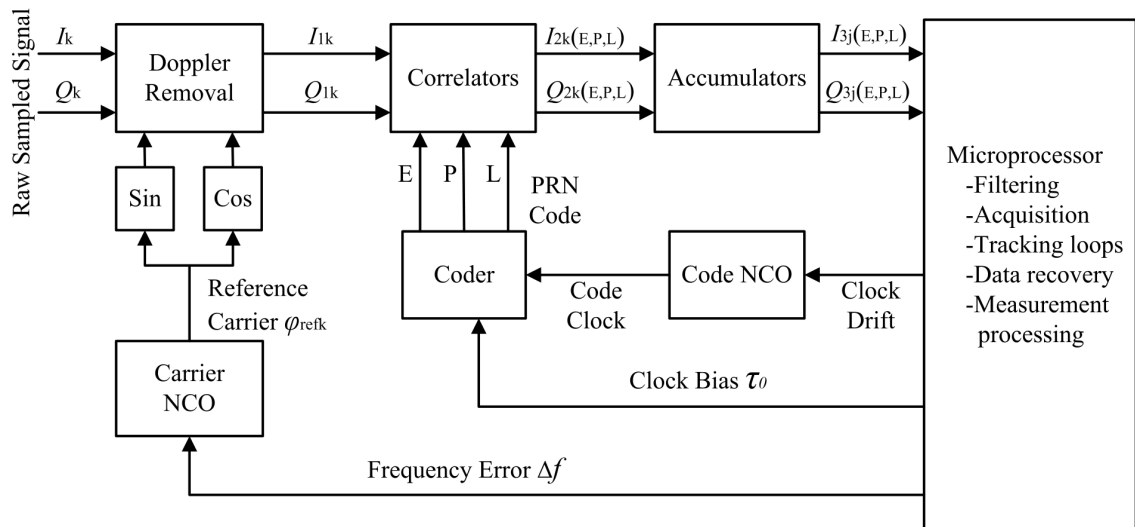 Raw Sampled Signal
Ik
Qk
Doppler
Removal
I1k
Q1k
Correlators
I2k(E,P,L)
Q2k(E,P,L)
Accumulators
I3j(E,P,L)
Q3j(E,P,L)
Sin
Cos
E
P
L
PRN
Code
Microprocessor
-Filtering
-Acquisition
-Tracking loops
-Data recovery
-Measurement
processing
Coder
Code NCO
Code
Clock
Clock
Drift
Reference
Carrier φrefk
Carrier
NCO
Clock Bias τ0
Frequency Error Δf